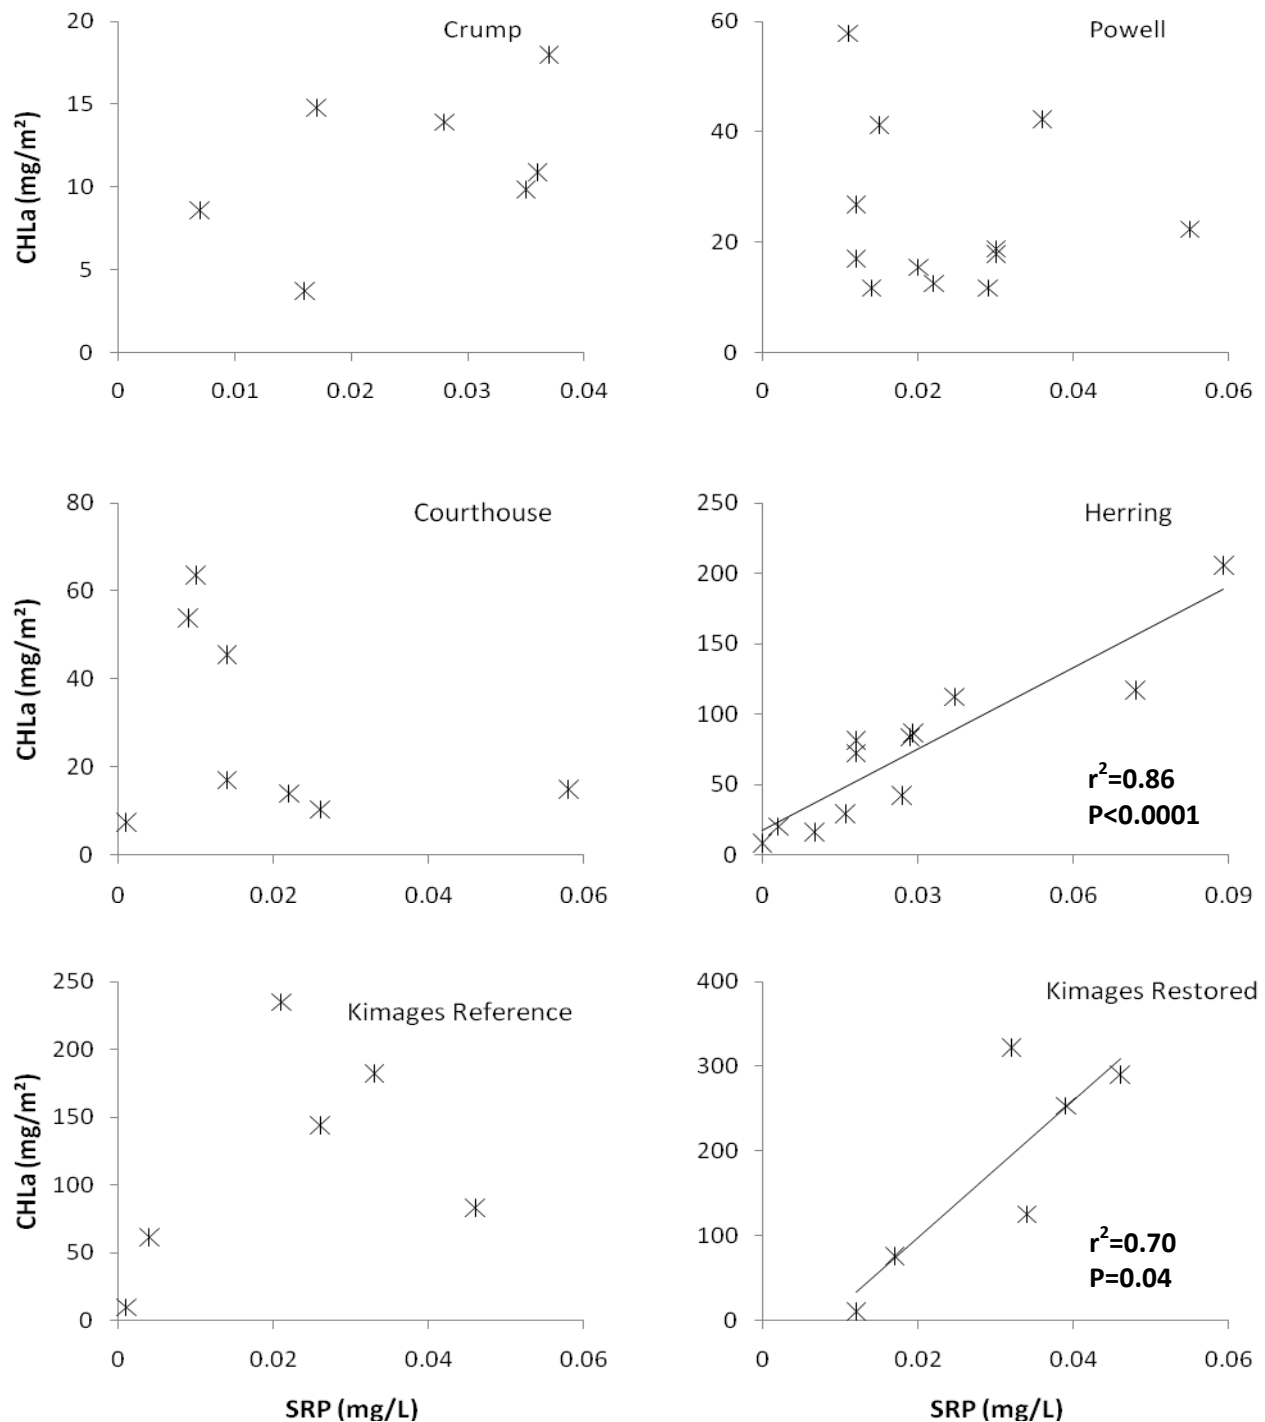 Crump
CHLa (mg/m²)
20
15
10
5
0
0 0.01 0.02 0.03 0.04
Powell
60
40
20
0
0 0.02 0.04 0.06
Courthouse
CHLa (mg/m²)
80
60
40
20
0
0 0.02 0.04 0.06
Herring
250
200
150
100
50
0
r²=0.86
P<0.0001
0 0.03 0.06 0.09
Kimages Reference
CHLa (mg/m²)
250
200
150
100
50
0
0 0.02 0.04 0.06
SRP (mg/L)
Kimages Restored
400
300
200
100
0
r²=0.70
P=0.04
0 0.02 0.04 0.06
SRP (mg/L)